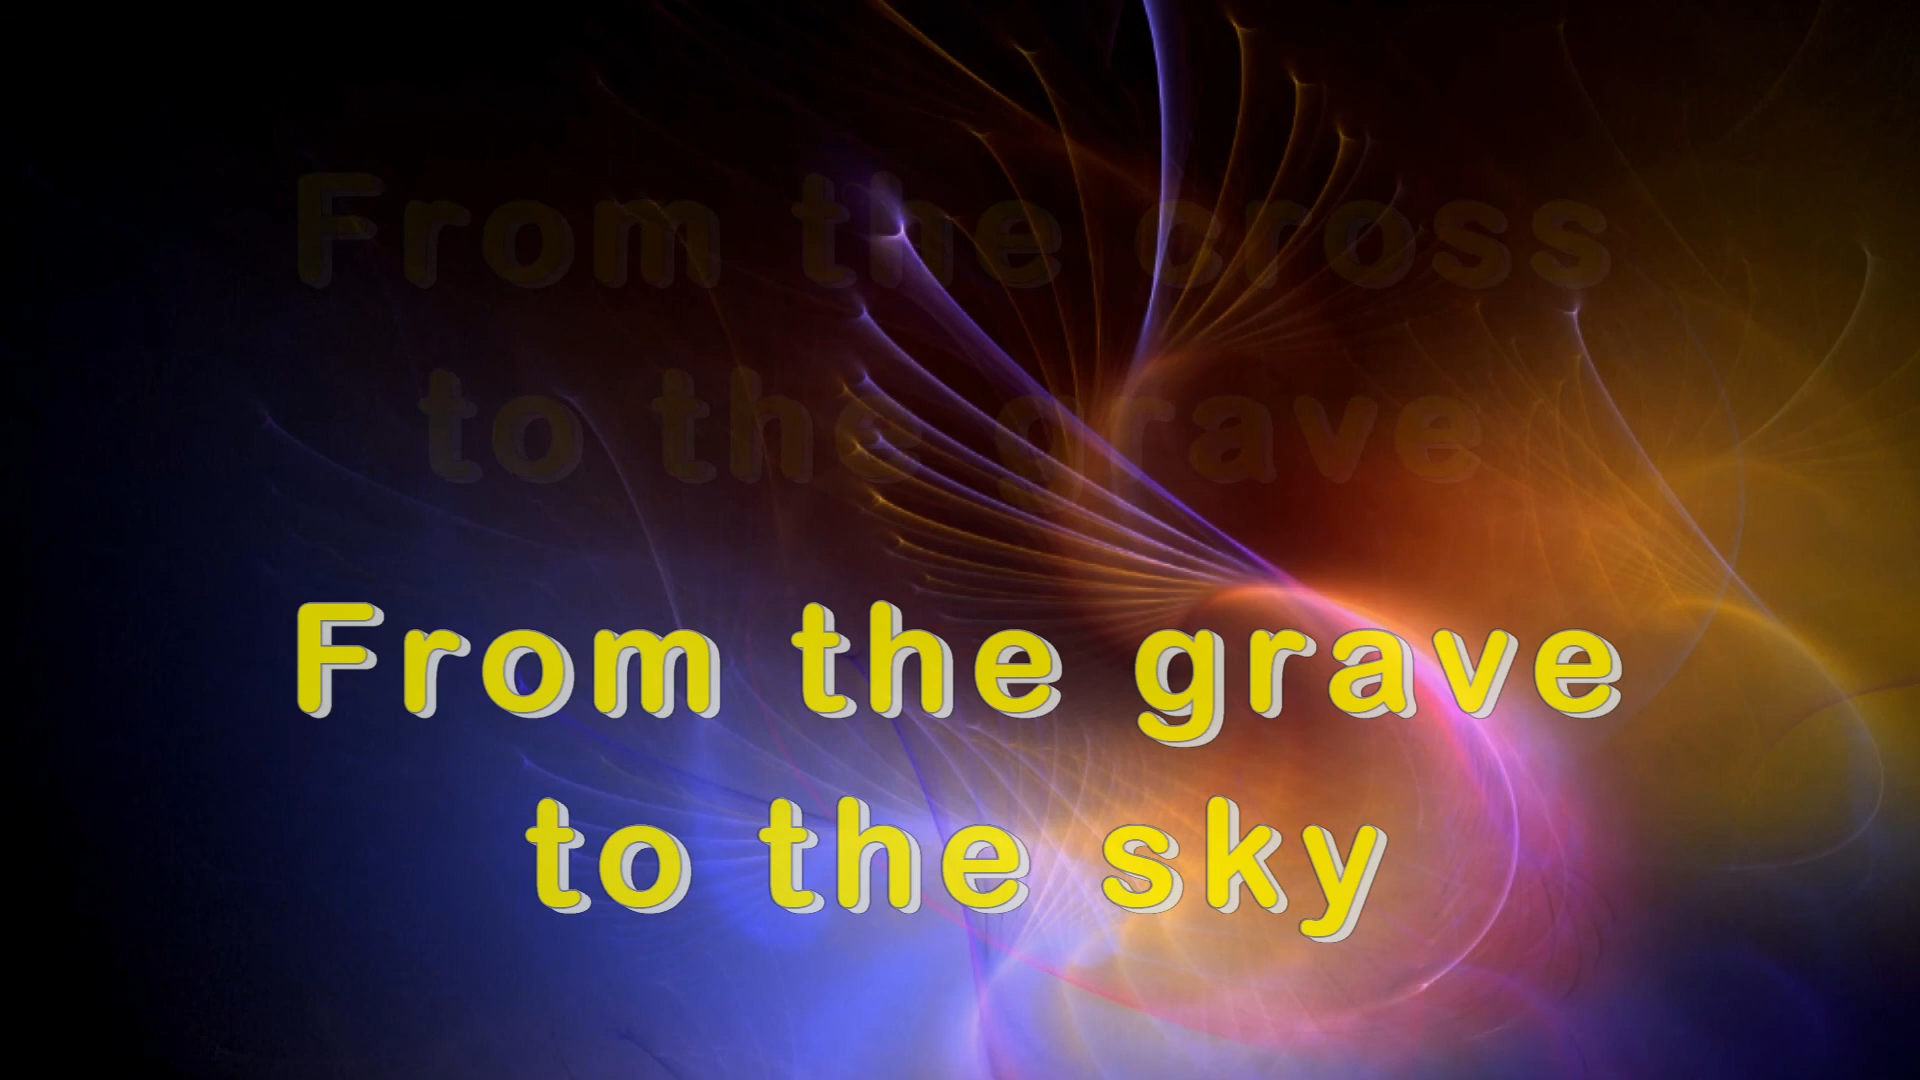 From the cross
to the grave
From the grave
to the sky